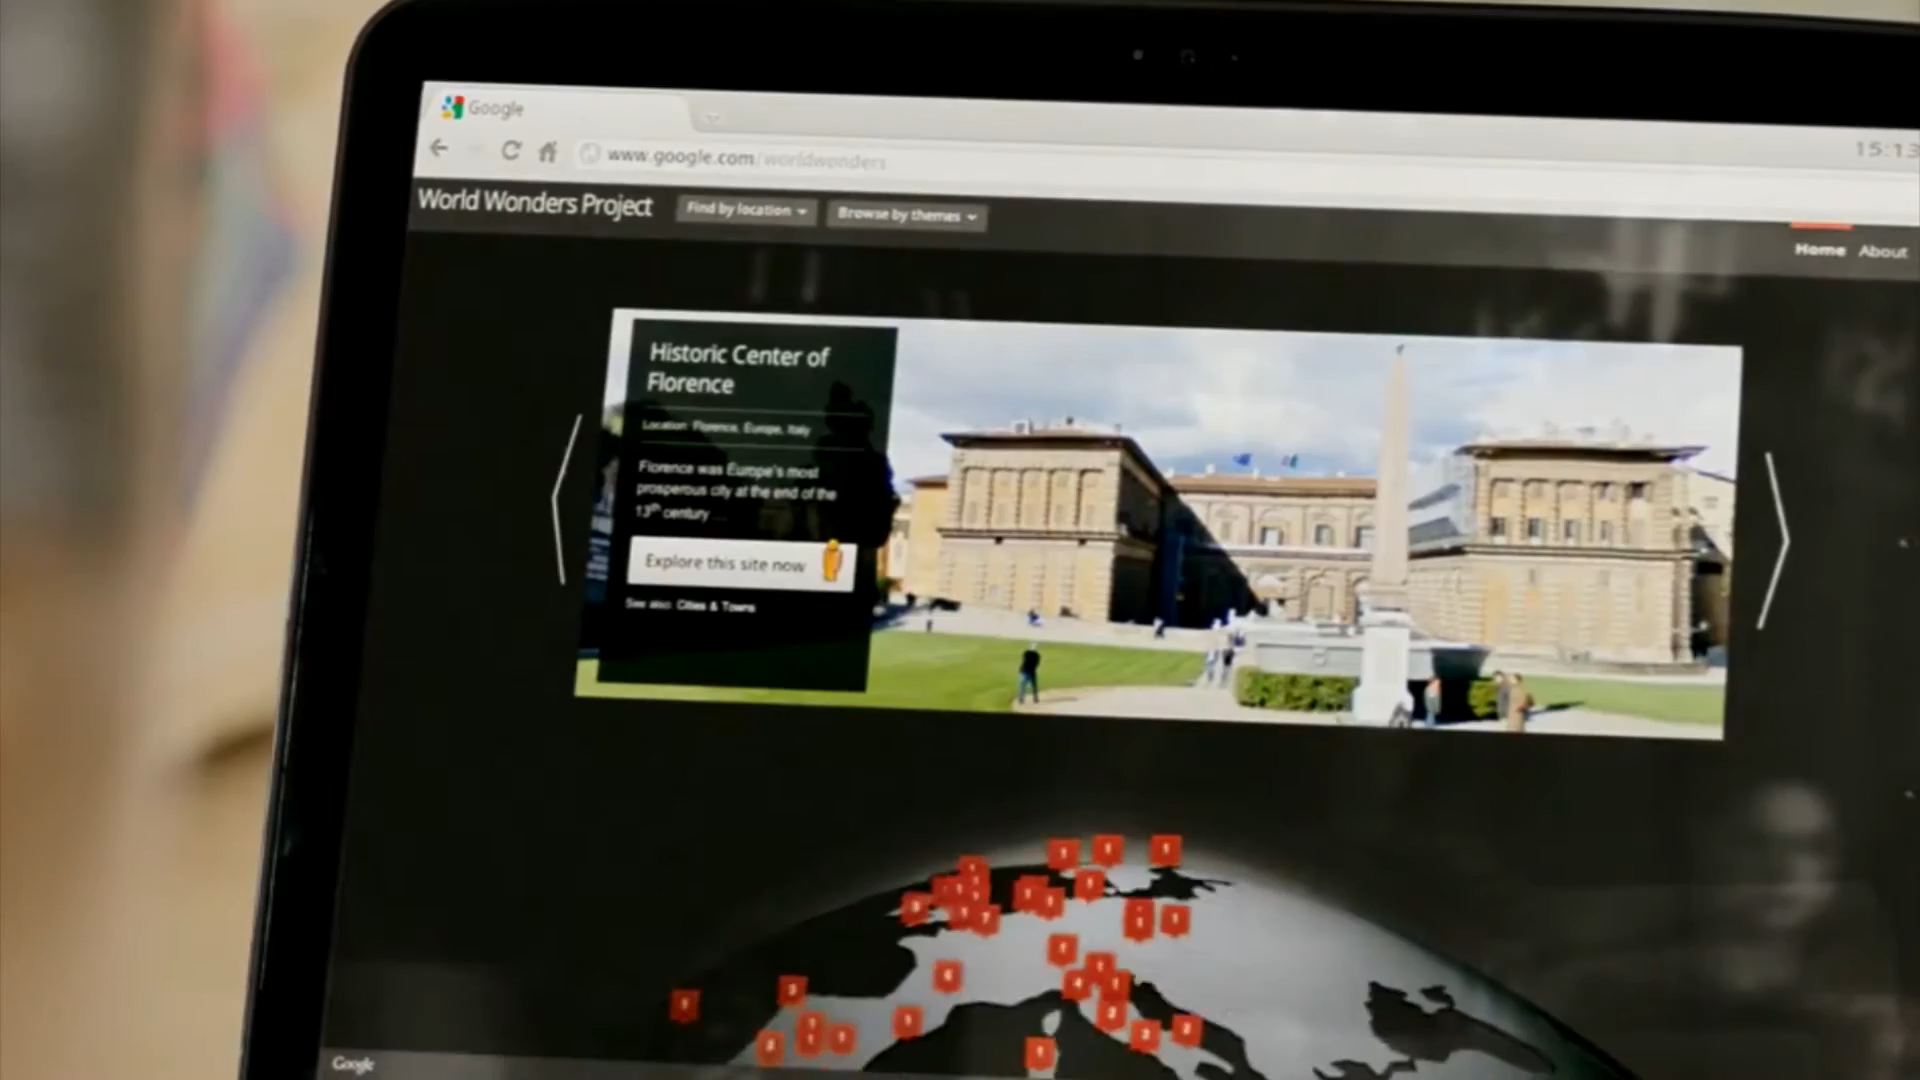 Google
www.google.com/worldwonders
15:13
World Wonders Project
Find by location
Browse by themes
Home
About
Historic Center of
Florence
Location: Florence, Europe, Italy
Florence was Europe's most
prosperous city at the end of the
13th century ...
Explore this site now
See also: Cities & Towns
Google